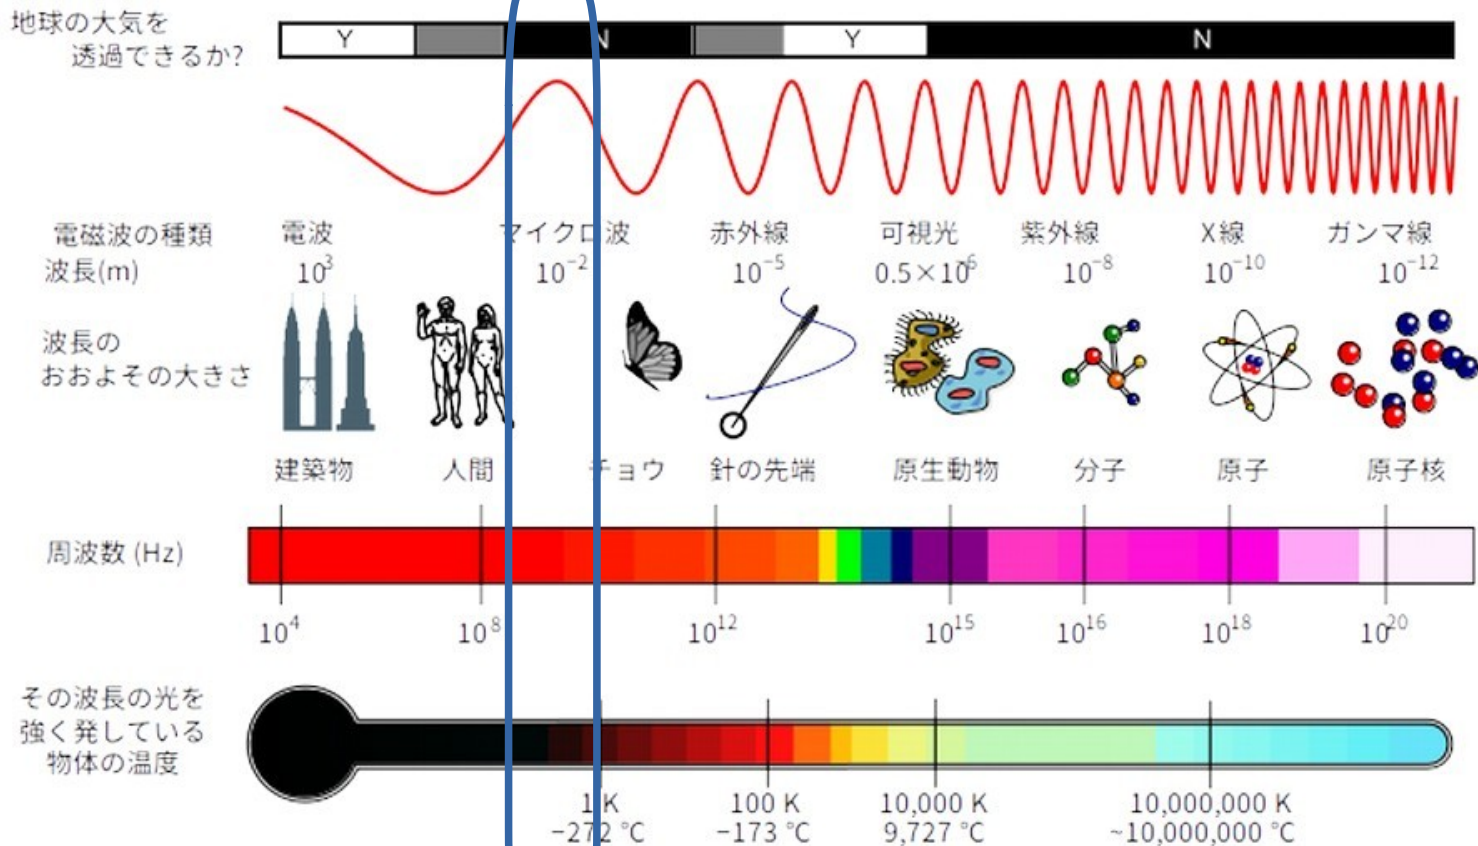 地球の大気を
透過できるか?
Y N Y N
電磁波の種類 電波 マイクロ波 赤外線 可視光 紫外線 X線 ガンマ線
波長(m) 10³ 10⁻² 10⁻⁵ 0.5×10⁻⁶ 10⁻⁸ 10⁻¹⁰ 10⁻¹²
波長の
おおよその大きさ
建築物 人間 チョウ 針の先端 原生動物 分子 原子 原子核
周波数 (Hz)
10⁴ 10⁸ 10¹² 10¹⁵ 10¹⁶ 10¹⁸ 10²⁰
その波長の光を
強く発している
物体の温度
1 K 100 K 10,000 K 10,000,000 K
−272 °C −173 °C 9,727 °C ~10,000,000 °C